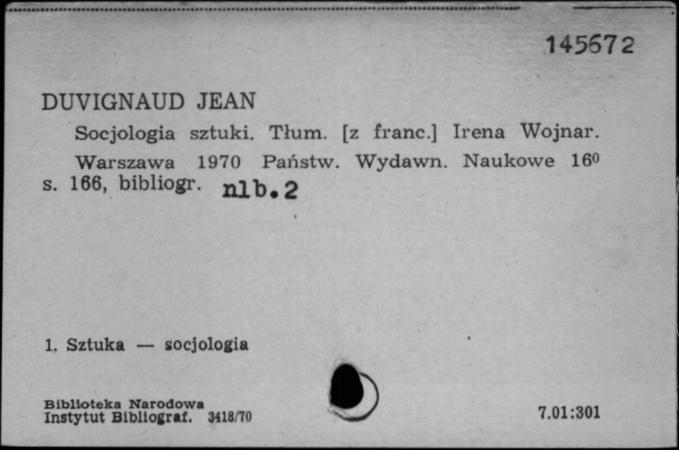 145672
DUVIGNAUD JEAN
Socjologia sztuki. Tłum. [z franc.] Irena Wojnar.
Warszawa 1970 Państw. Wydawn. Naukowe 16⁰
s. 166, bibliogr. nlb.2
1. Sztuka — socjologia
Biblioteka Narodowa
Instytut Bibliograf. 3418/70
7.01:301